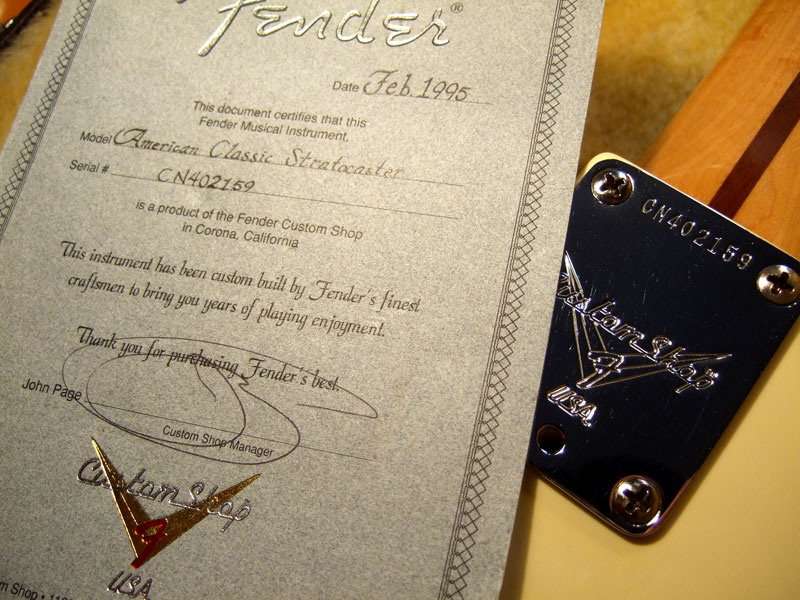 Fender®
Date Feb 1995
This document certifies that this
Fender Musical Instrument,
Model American Classic Stratocaster
Serial # CN402159
is a product of the Fender Custom Shop
in Corona, California
This instrument has been custom built by Fender's finest
craftsmen to bring you years of playing enjoyment.
Thank you for purchasing Fender's best.
John Page
Custom Shop Manager
Custom Shop
USA
Shop •
CN402159
Custom Shop
USA